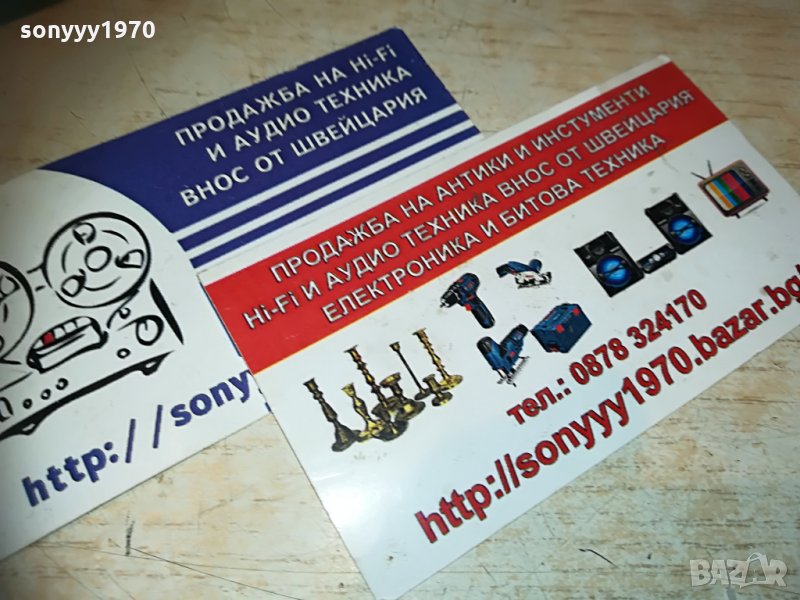 sonyyy1970
ПРОДАЖБА НА Hi-Fi
И АУДИО ТЕХНИКА
ВНОС ОТ ШВЕЙЦАРИЯ
http://sony
ПРОДАЖБА НА АНТИКИ И ИНСТУМЕНТИ
Hi-Fi И АУДИО ТЕХНИКА ВНОС ОТ ШВЕЙЦАРИЯ
ЕЛЕКТРОНИКА И БИТОВА ТЕХНИКА
тел.: 0878 324170
http://sonyyy1970.bazar.bg/
BAZAR